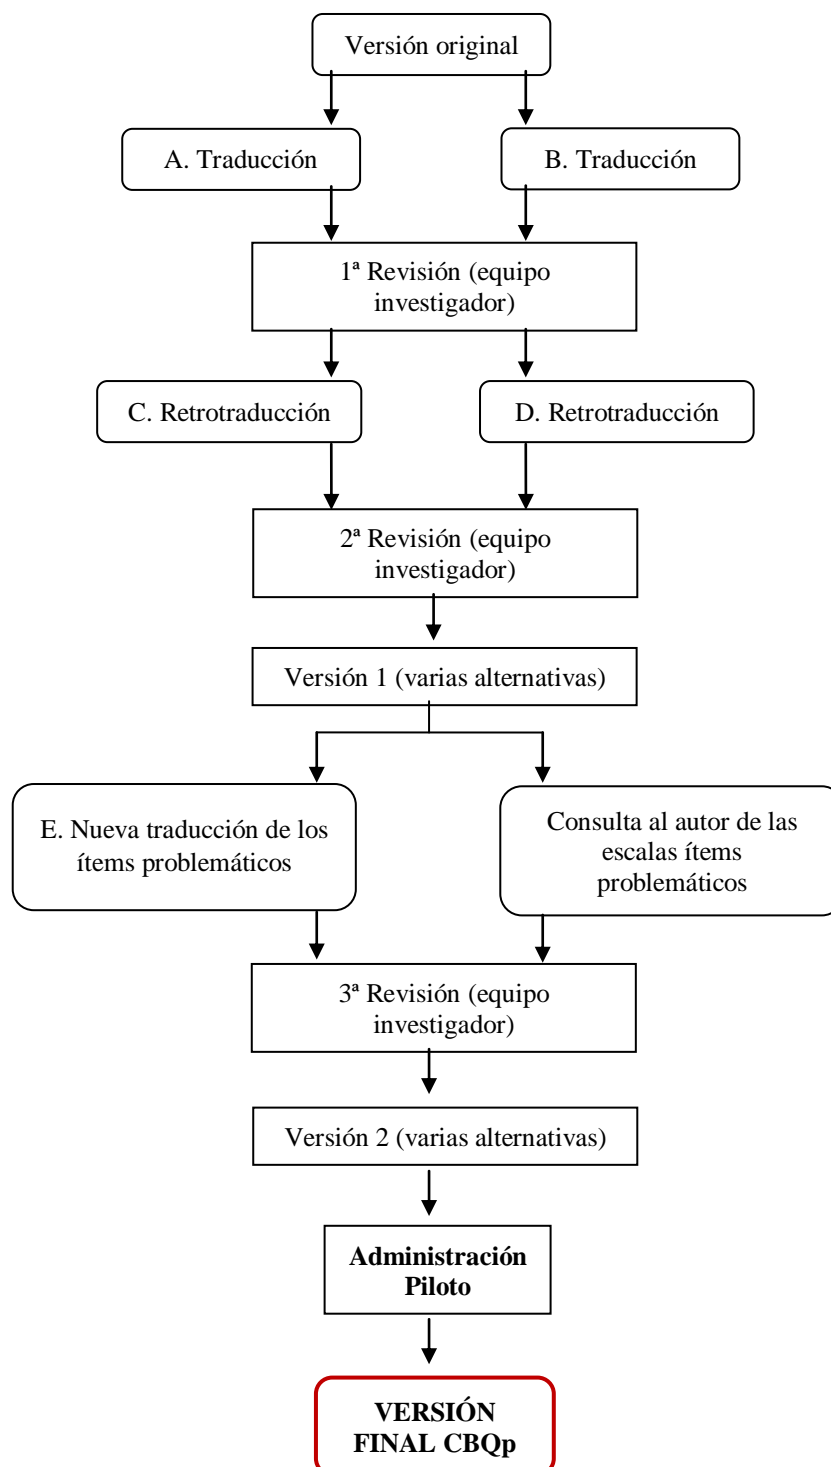 Versión original
A. Traducción
B. Traducción
1ª Revisión (equipo
investigador)
C. Retrotraducción
D. Retrotraducción
2ª Revisión (equipo
investigador)
Versión 1 (varias alternativas)
E. Nueva traducción de los
ítems problemáticos
Consulta al autor de las
escalas ítems
problemáticos
3ª Revisión (equipo
investigador)
Versión 2 (varias alternativas)
Administración
Piloto
VERSIÓN
FINAL CBQp